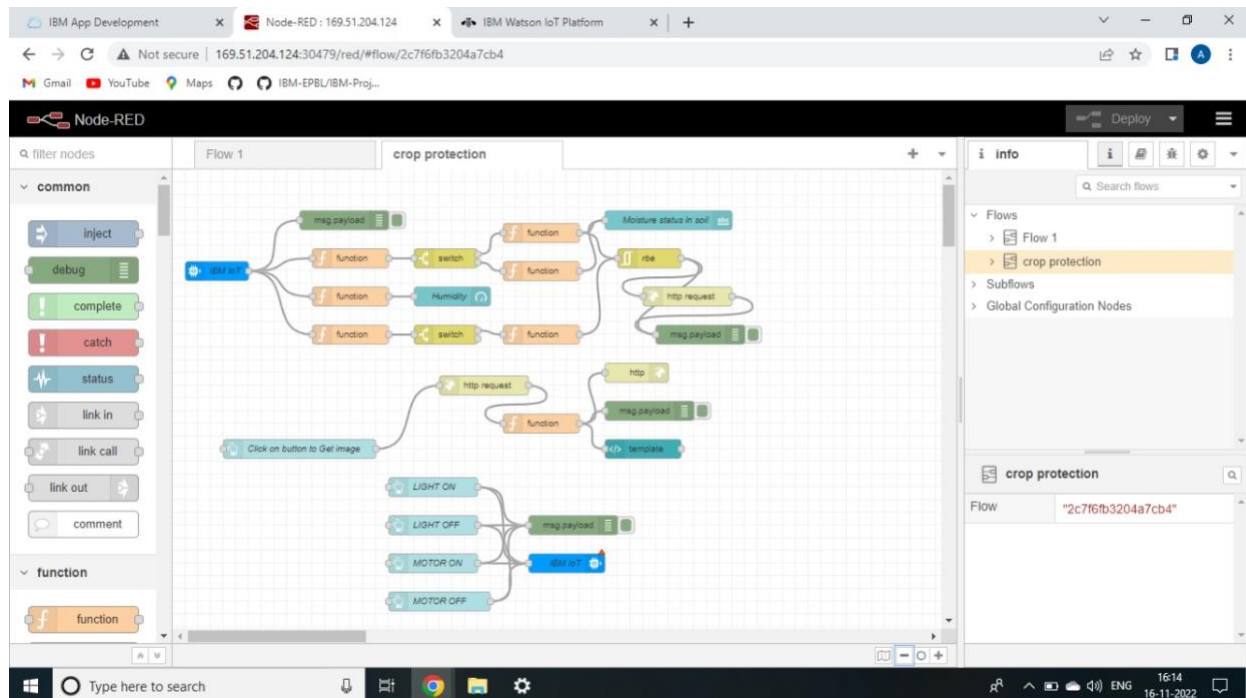 IBM App Development
Node-RED : 169.51.204.124
IBM Watson IoT Platform
Not secure | 169.51.204.124:30479/red/#flow/2c7f6fb3204a7cb4
A
Gmail YouTube Maps IBM-EPBL/IBM-Proj...
Node-RED
Deploy
filter nodes
Flow 1
crop protection
info
Search flows
common
inject
debug
complete
catch
status
link in
link call
link out
comment
function
function
msg.payload
IBM IoT
function
switch
function
function
Moisture status in soil
abc
rbe
function
Humidity
http request
function
switch
function
msg.payload
http request
http
function
msg.payload
Click on button to Get image
template
LIGHT ON
LIGHT OFF
msg.payload
MOTOR ON
IBM IoT
MOTOR OFF
Flows
Flow 1
crop protection
Subflows
Global Configuration Nodes
crop protection
Flow "2c7f6fb3204a7cb4"
Type here to search
ENG
16:14
16-11-2022